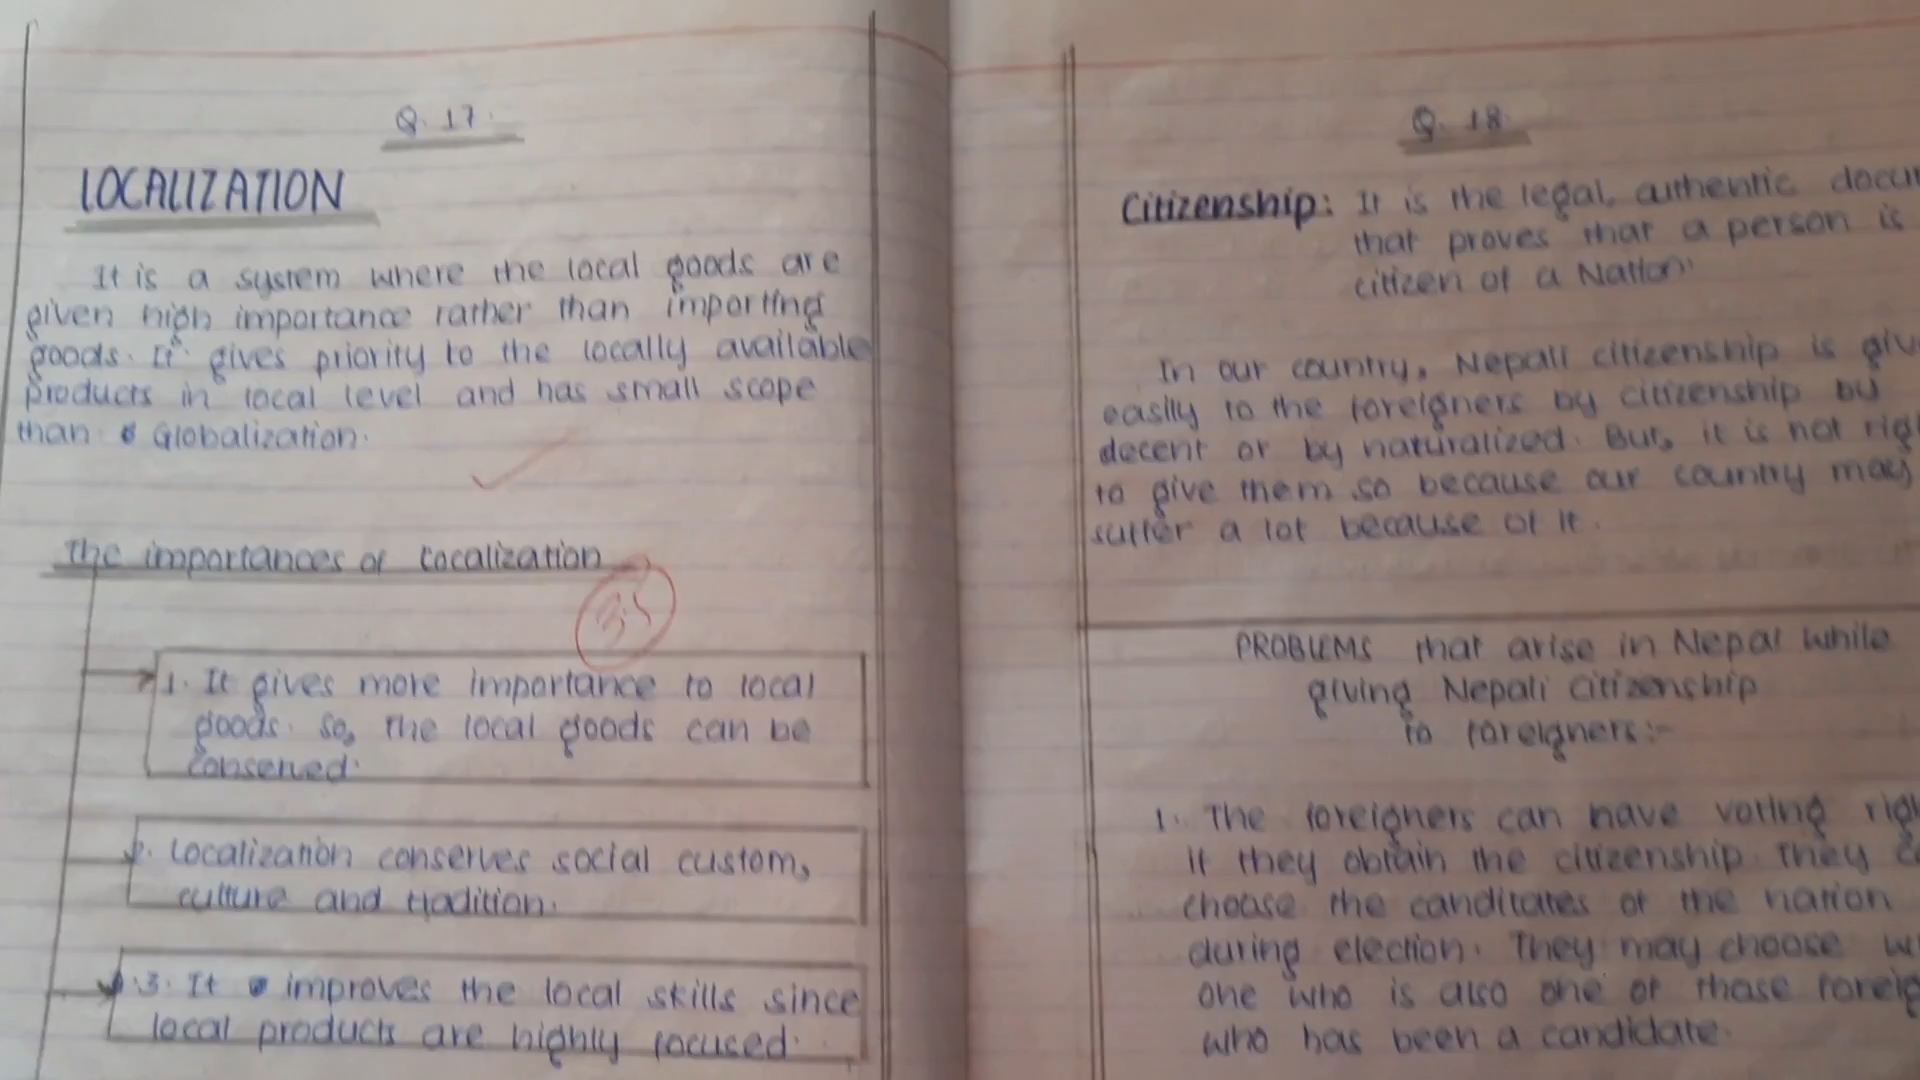 Q. 17.
LOCALIZATION
It is a system where the local goods are
given high importance rather than importing
goods. It gives priority to the locally available
products in local level and has small scope
than Globalization.
The importances of Localization
3.5
1. It gives more importance to local
goods. So, the local goods can be
conserved.
2. Localization conserves social custom,
culture and tradition.
3. It improves the local skills since
local products are highly focused.
Q. 18
Citizenship: It is the legal, authentic docu
that proves that a person is
citizen of a Nation.
In our country, Nepali citizenship is giv
easily to the foreigners by citizenship by
decent or by naturalized. But, it is not rig
to give them so because our country may
suffer a lot because of it.
PROBLEMS that arise in Nepal while
giving Nepali citizenship
to foreigners:-
1. The foreigners can have voting rig
if they obtain the citizenship. They
choose the canditates of the nation
during election. They may choose
one who is also one of those foreig
who has been a candidate.